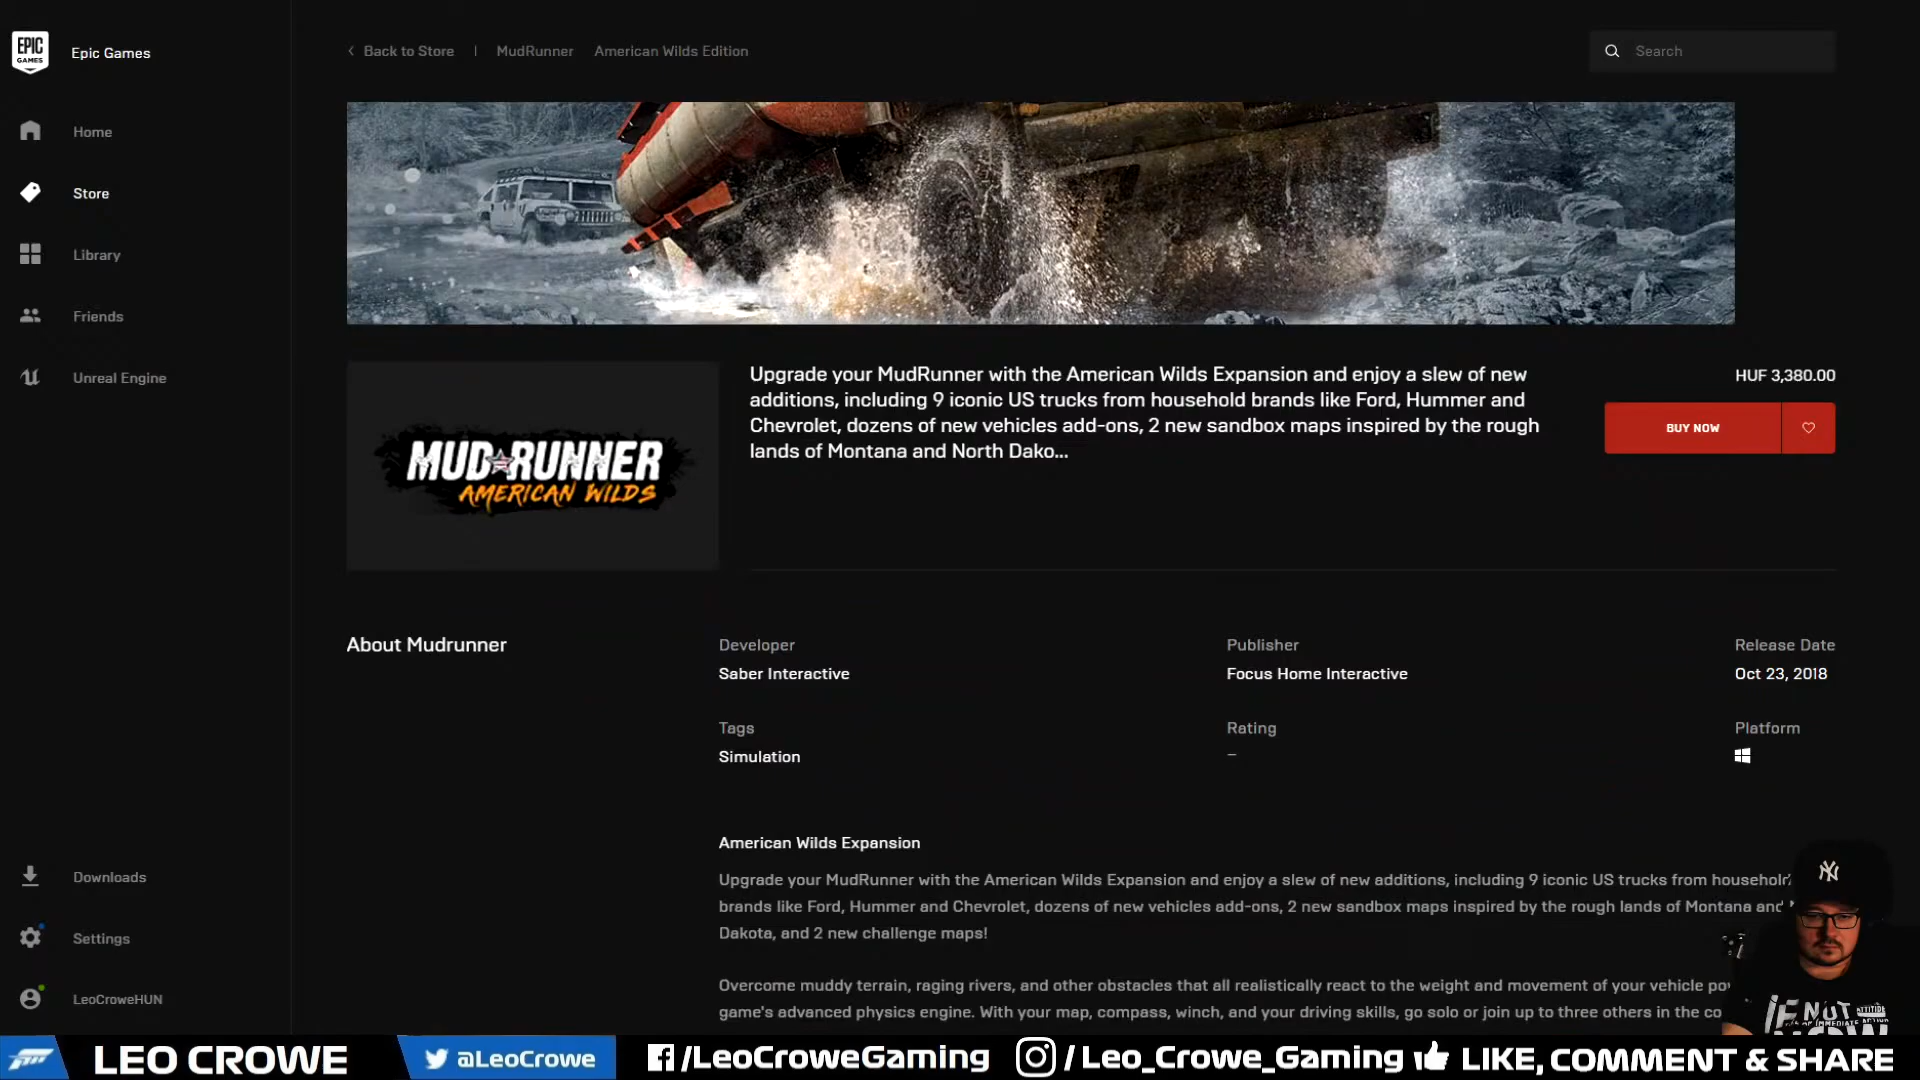 EPIC
GAMES
Epic Games
Back to Store
MudRunner
American Wilds Edition
Search
Home
Store
Library
Friends
Unreal Engine
Upgrade your MudRunner with the American Wilds Expansion and enjoy a slew of new
additions, including 9 iconic US trucks from household brands like Ford, Hummer and
Chevrolet, dozens of new vehicles add-ons, 2 new sandbox maps inspired by the rough
lands of Montana and North Dako...
HUF 3,380.00
BUY NOW
MUDRUNNER
AMERICAN WILDS
About Mudrunner
Developer
Saber Interactive
Publisher
Focus Home Interactive
Release Date
Oct 23, 2018
Tags
Simulation
Rating
–
Platform
American Wilds Expansion
Upgrade your MudRunner with the American Wilds Expansion and enjoy a slew of new additions, including 9 iconic US trucks from household
brands like Ford, Hummer and Chevrolet, dozens of new vehicles add-ons, 2 new sandbox maps inspired by the rough lands of Montana and
Dakota, and 2 new challenge maps!
Overcome muddy terrain, raging rivers, and other obstacles that all realistically react to the weight and movement of your vehicle
game's advanced physics engine. With your map, compass, winch, and your driving skills, go solo or join up to three others in the
Downloads
Settings
LeoCroweHUN
NY
IF NOT
LEO CROWE
@LeoCrowe
/LeoCroweGaming
/Leo_Crowe_Gaming
LIKE, COMMENT & SHARE